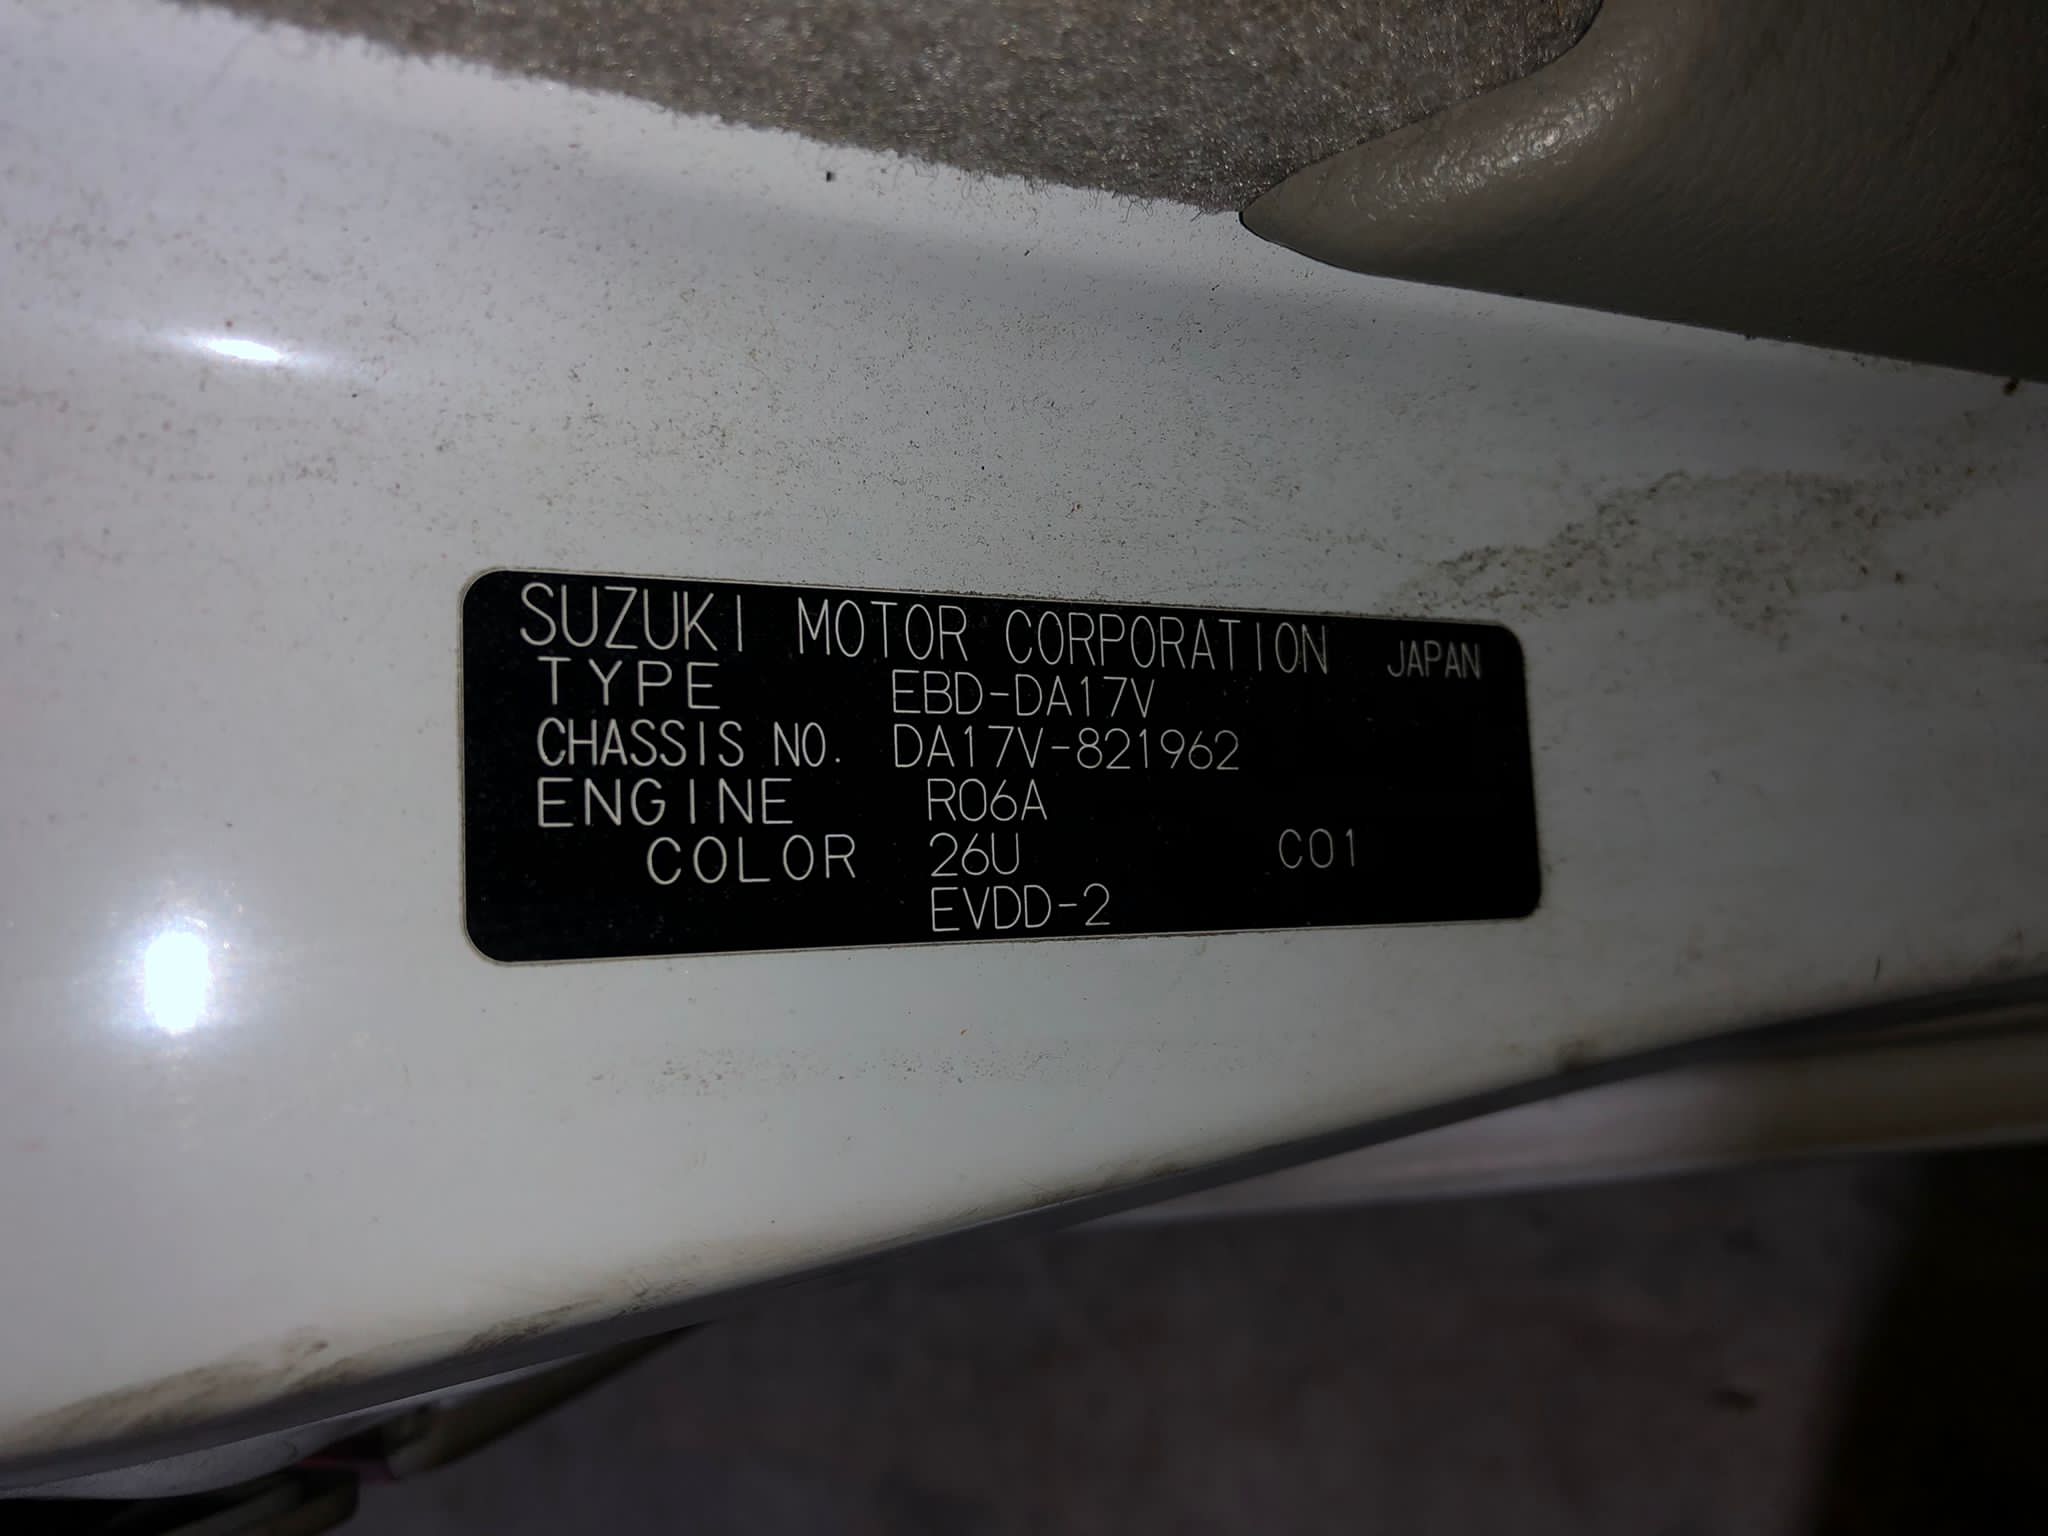 SUZUKI MOTOR CORPORATION JAPAN
TYPE EBD-DA17V
CHASSIS NO. DA17V-821962
ENGINE R06A
COLOR 26U C01
EVDD-2